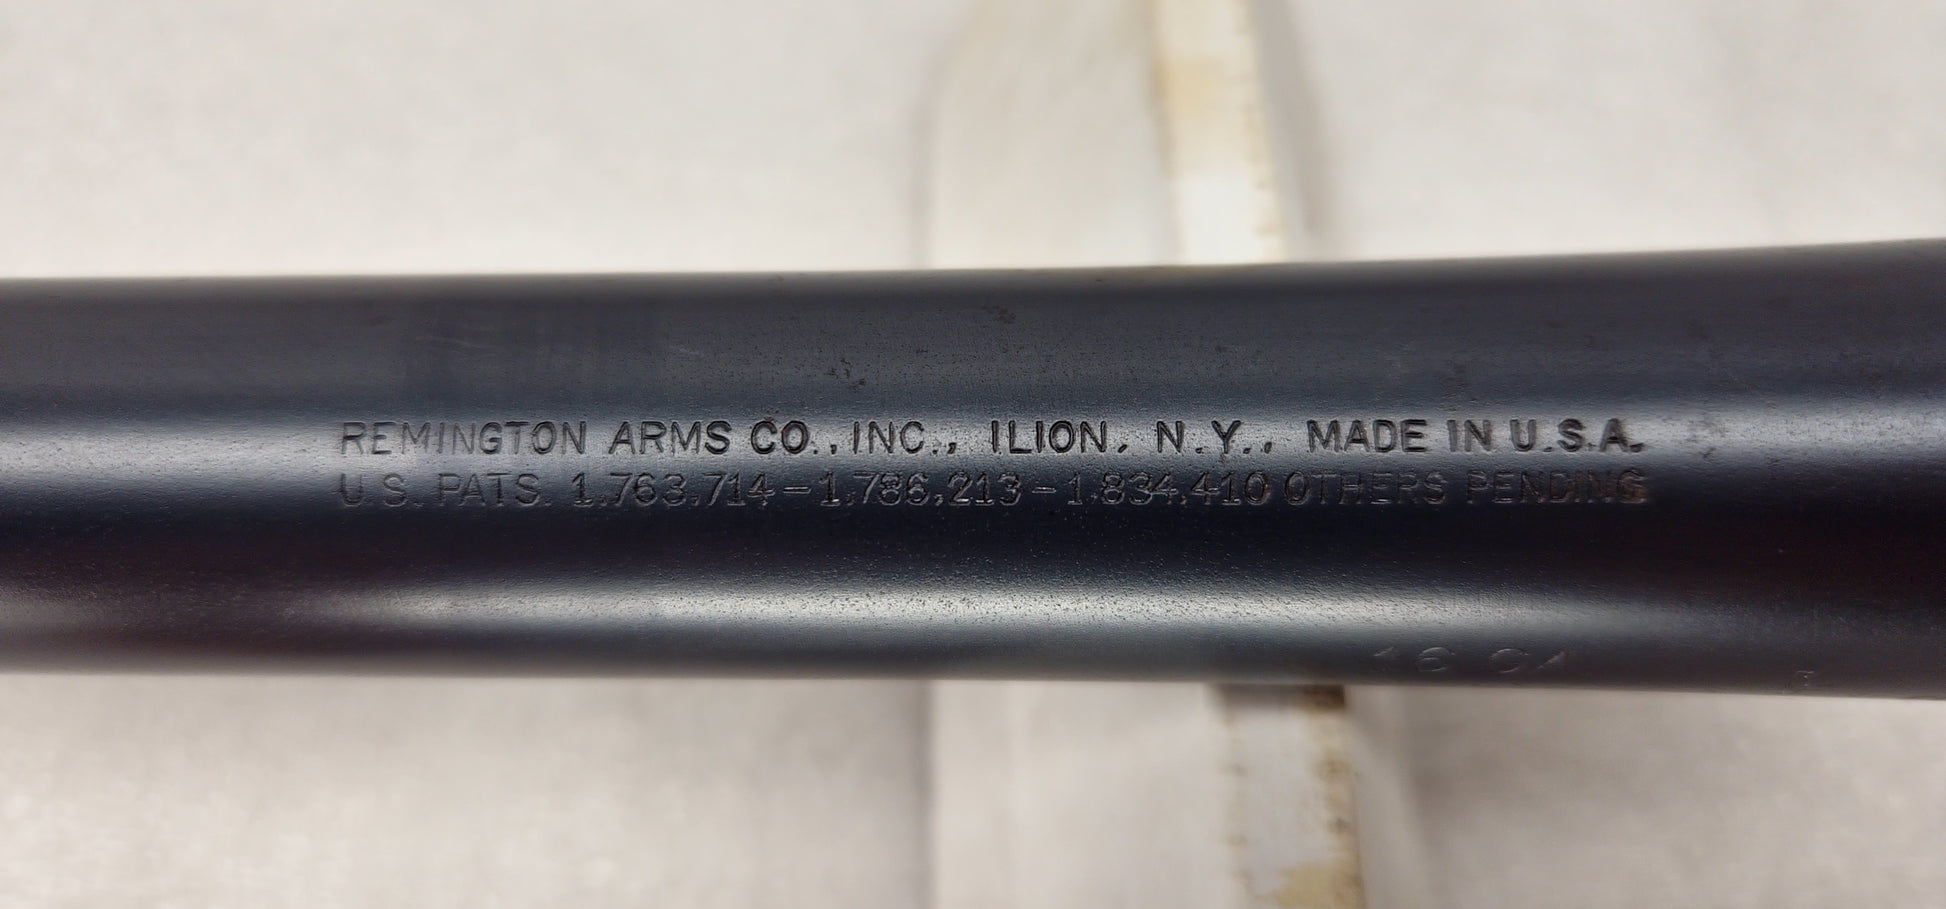 REMINGTON ARMS CO., INC., ILION, N.Y., MADE IN U.S.A.
U.S. PATS. 1,763,714-1,786,213-1,834,410 OTHERS PENDING